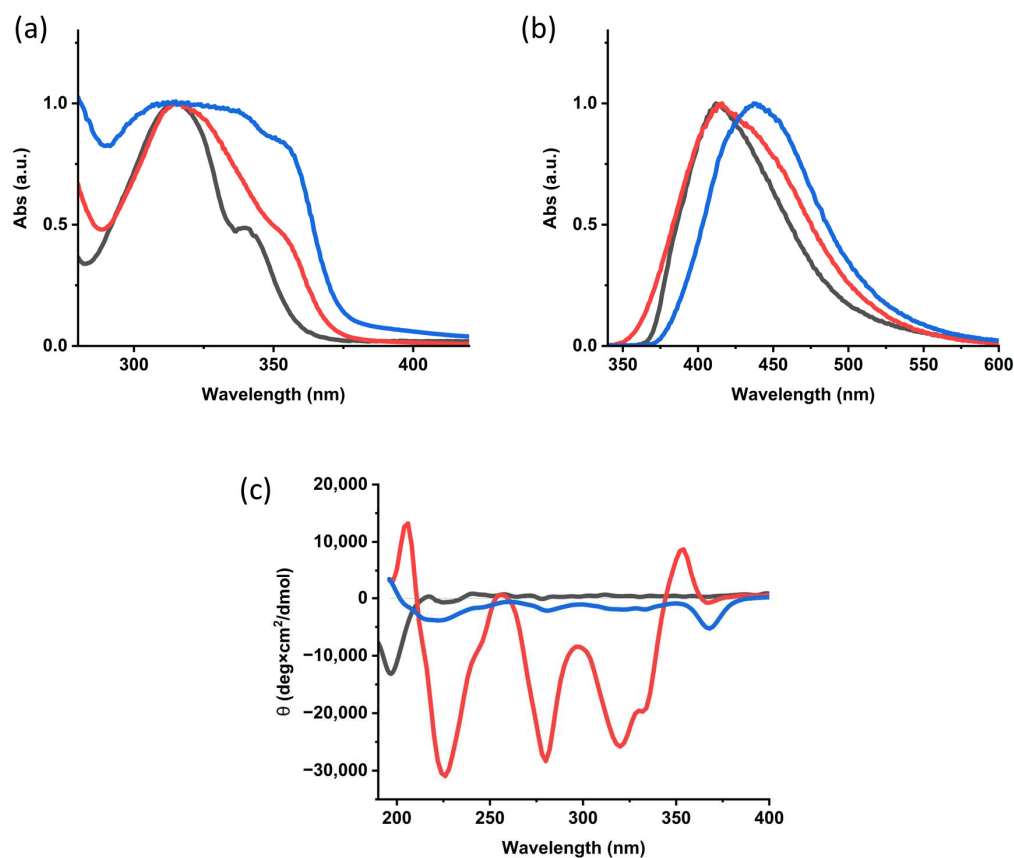 (a)
1.0
0.5
0.0
Abs (a.u.)
300 350 400
Wavelength (nm)
(b)
1.0
0.5
0.0
Abs (a.u.)
350 400 450 500 550 600
Wavelength (nm)
(c)
20,000
10,000
0
−10,000
−20,000
−30,000
θ (deg×cm²/dmol)
200 250 300 350 400
Wavelength (nm)